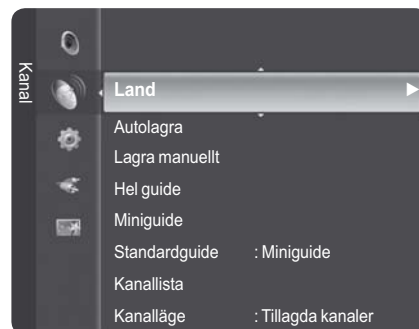 Kanal
Land
Autolagra
Lagra manuellt
Hel guide
Miniguide
Standardguide : Miniguide
Kanallista
Kanalläge : Tillagda kanaler